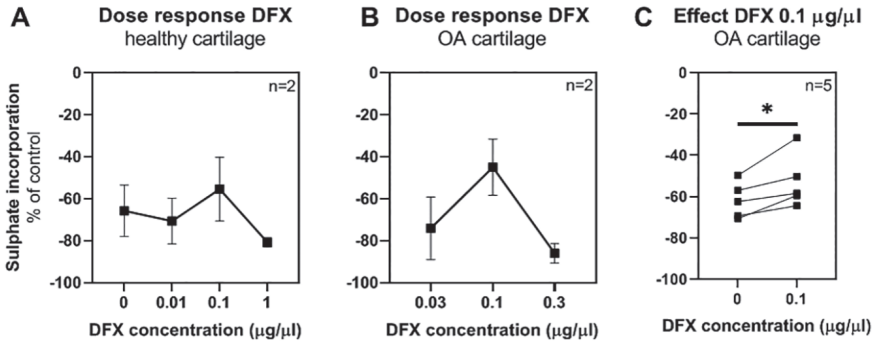 A
Dose response DFX
healthy cartilage
n=2
Sulphate incorporation
% of control
0
-20
-40
-60
-80
-100
0 0.01 0.1 1
DFX concentration (µg/µl)
B
Dose response DFX
OA cartilage
n=2
0
-20
-40
-60
-80
-100
0.03 0.1 0.3
DFX concentration (µg/µl)
C
Effect DFX 0.1 µg/µl
OA cartilage
n=5
*
0
-20
-40
-60
-80
-100
0 0.1
DFX concentration (µg/µl)